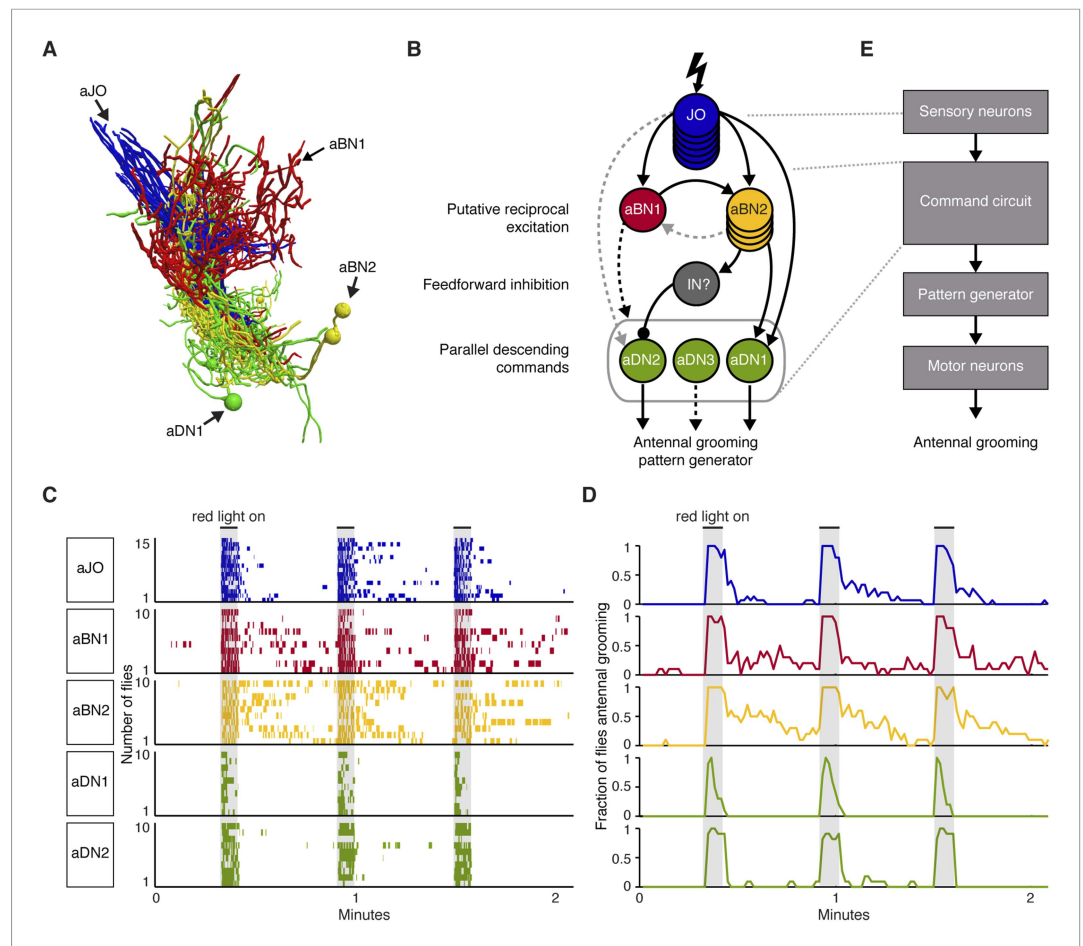 A
aJO
aBN1
aBN2
aDN1
B
JO
aBN1
aBN2
Putative reciprocal
excitation
Feedforward inhibition
IN?
Parallel descending
commands
aDN2
aDN3
aDN1
Antennal grooming
pattern generator
E
Sensory neurons
Command circuit
Pattern generator
Motor neurons
Antennal grooming
C
red light on
aJO
aBN1
aBN2
aDN1
aDN2
Number of flies
15
1
10
1
10
1
10
1
10
1
0
1
2
Minutes
D
red light on
Fraction of flies antennal grooming
1
0.5
0
1
0.5
0
1
0.5
0
1
0.5
0
1
0.5
0
0
1
2
Minutes